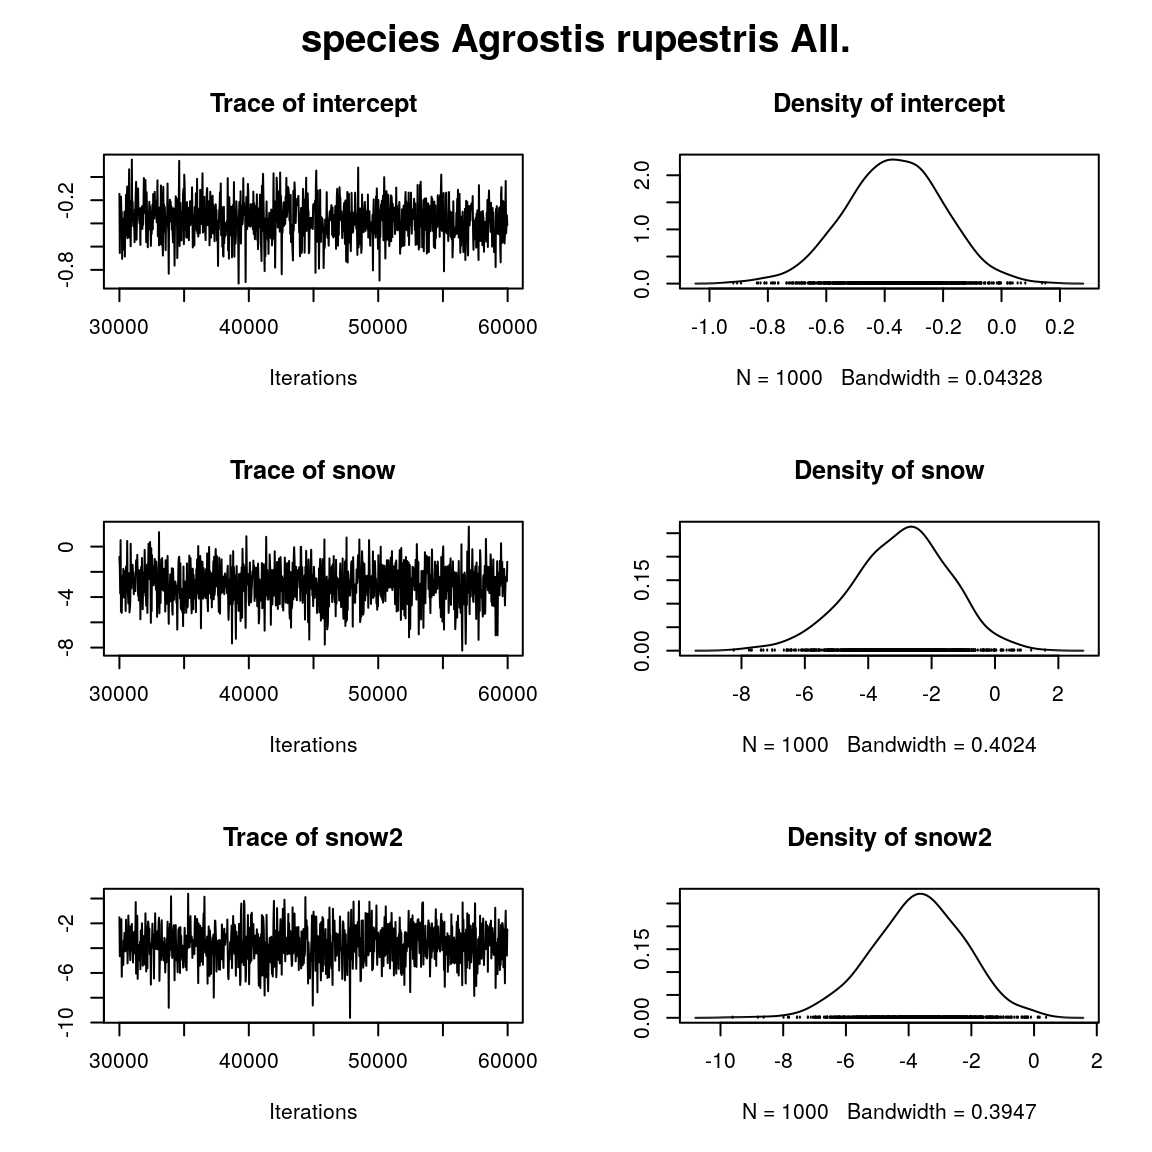 species Agrostis rupestris All.
Trace of intercept
-0.2
-0.8
30000 40000 50000 60000
Iterations
Density of intercept
2.0
1.0
0.0
-1.0 -0.8 -0.6 -0.4 -0.2 0.0 0.2
N = 1000 Bandwidth = 0.04328
Trace of snow
0
-4
-8
30000 40000 50000 60000
Iterations
Density of snow
0.15
0.00
-8 -6 -4 -2 0 2
N = 1000 Bandwidth = 0.4024
Trace of snow2
-2
-6
-10
30000 40000 50000 60000
Iterations
Density of snow2
0.15
0.00
-10 -8 -6 -4 -2 0 2
N = 1000 Bandwidth = 0.3947